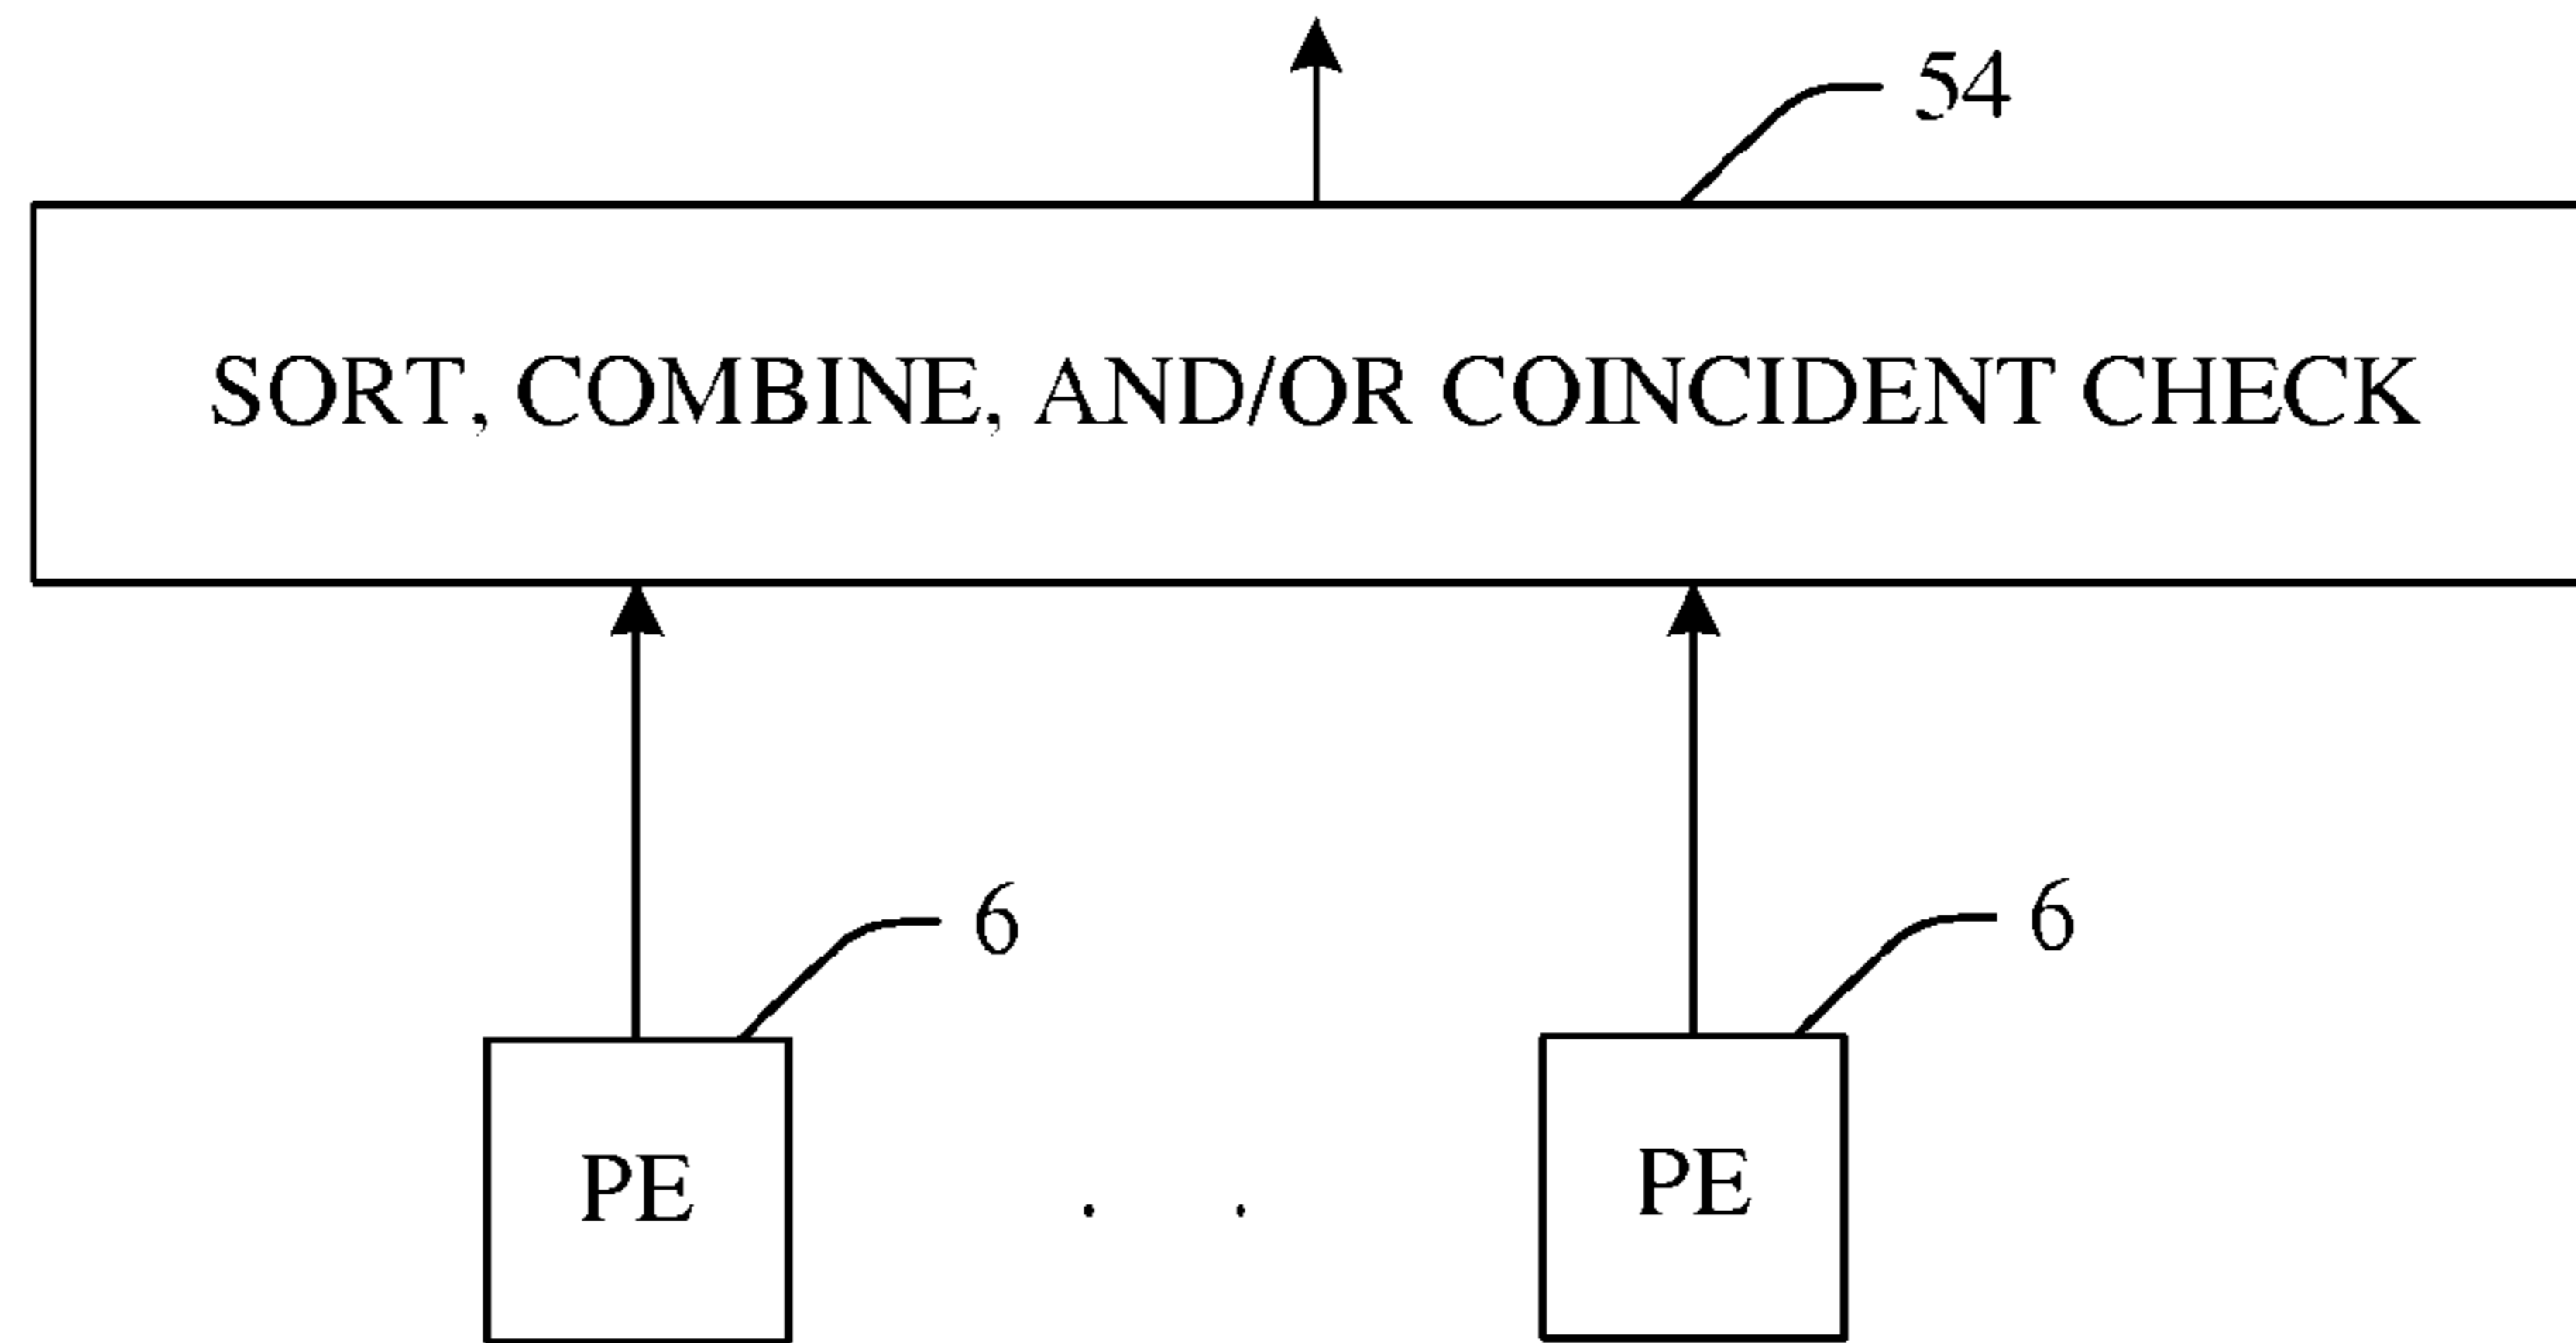 54
SORT, COMBINE, AND/OR COINCIDENT CHECK
6 6
PE . . PE